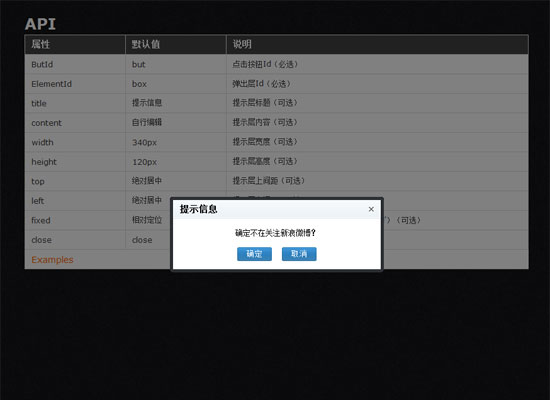 API
属性 默认值 说明
ButId but 点击按钮Id（必选）
ElementId box 弹出层Id（必选）
title 提示信息 提示层标题（可选）
content 自行编辑 提示层内容（可选）
width 340px 提示层宽度（可选）
height 120px 提示层高度（可选）
top 绝对居中 提示层上间距（可选）
left 绝对居中
fixed 相对定位 ）（可选）
close close
Examples
提示信息 ×
确定不在关注新浪微博?
确定 取消